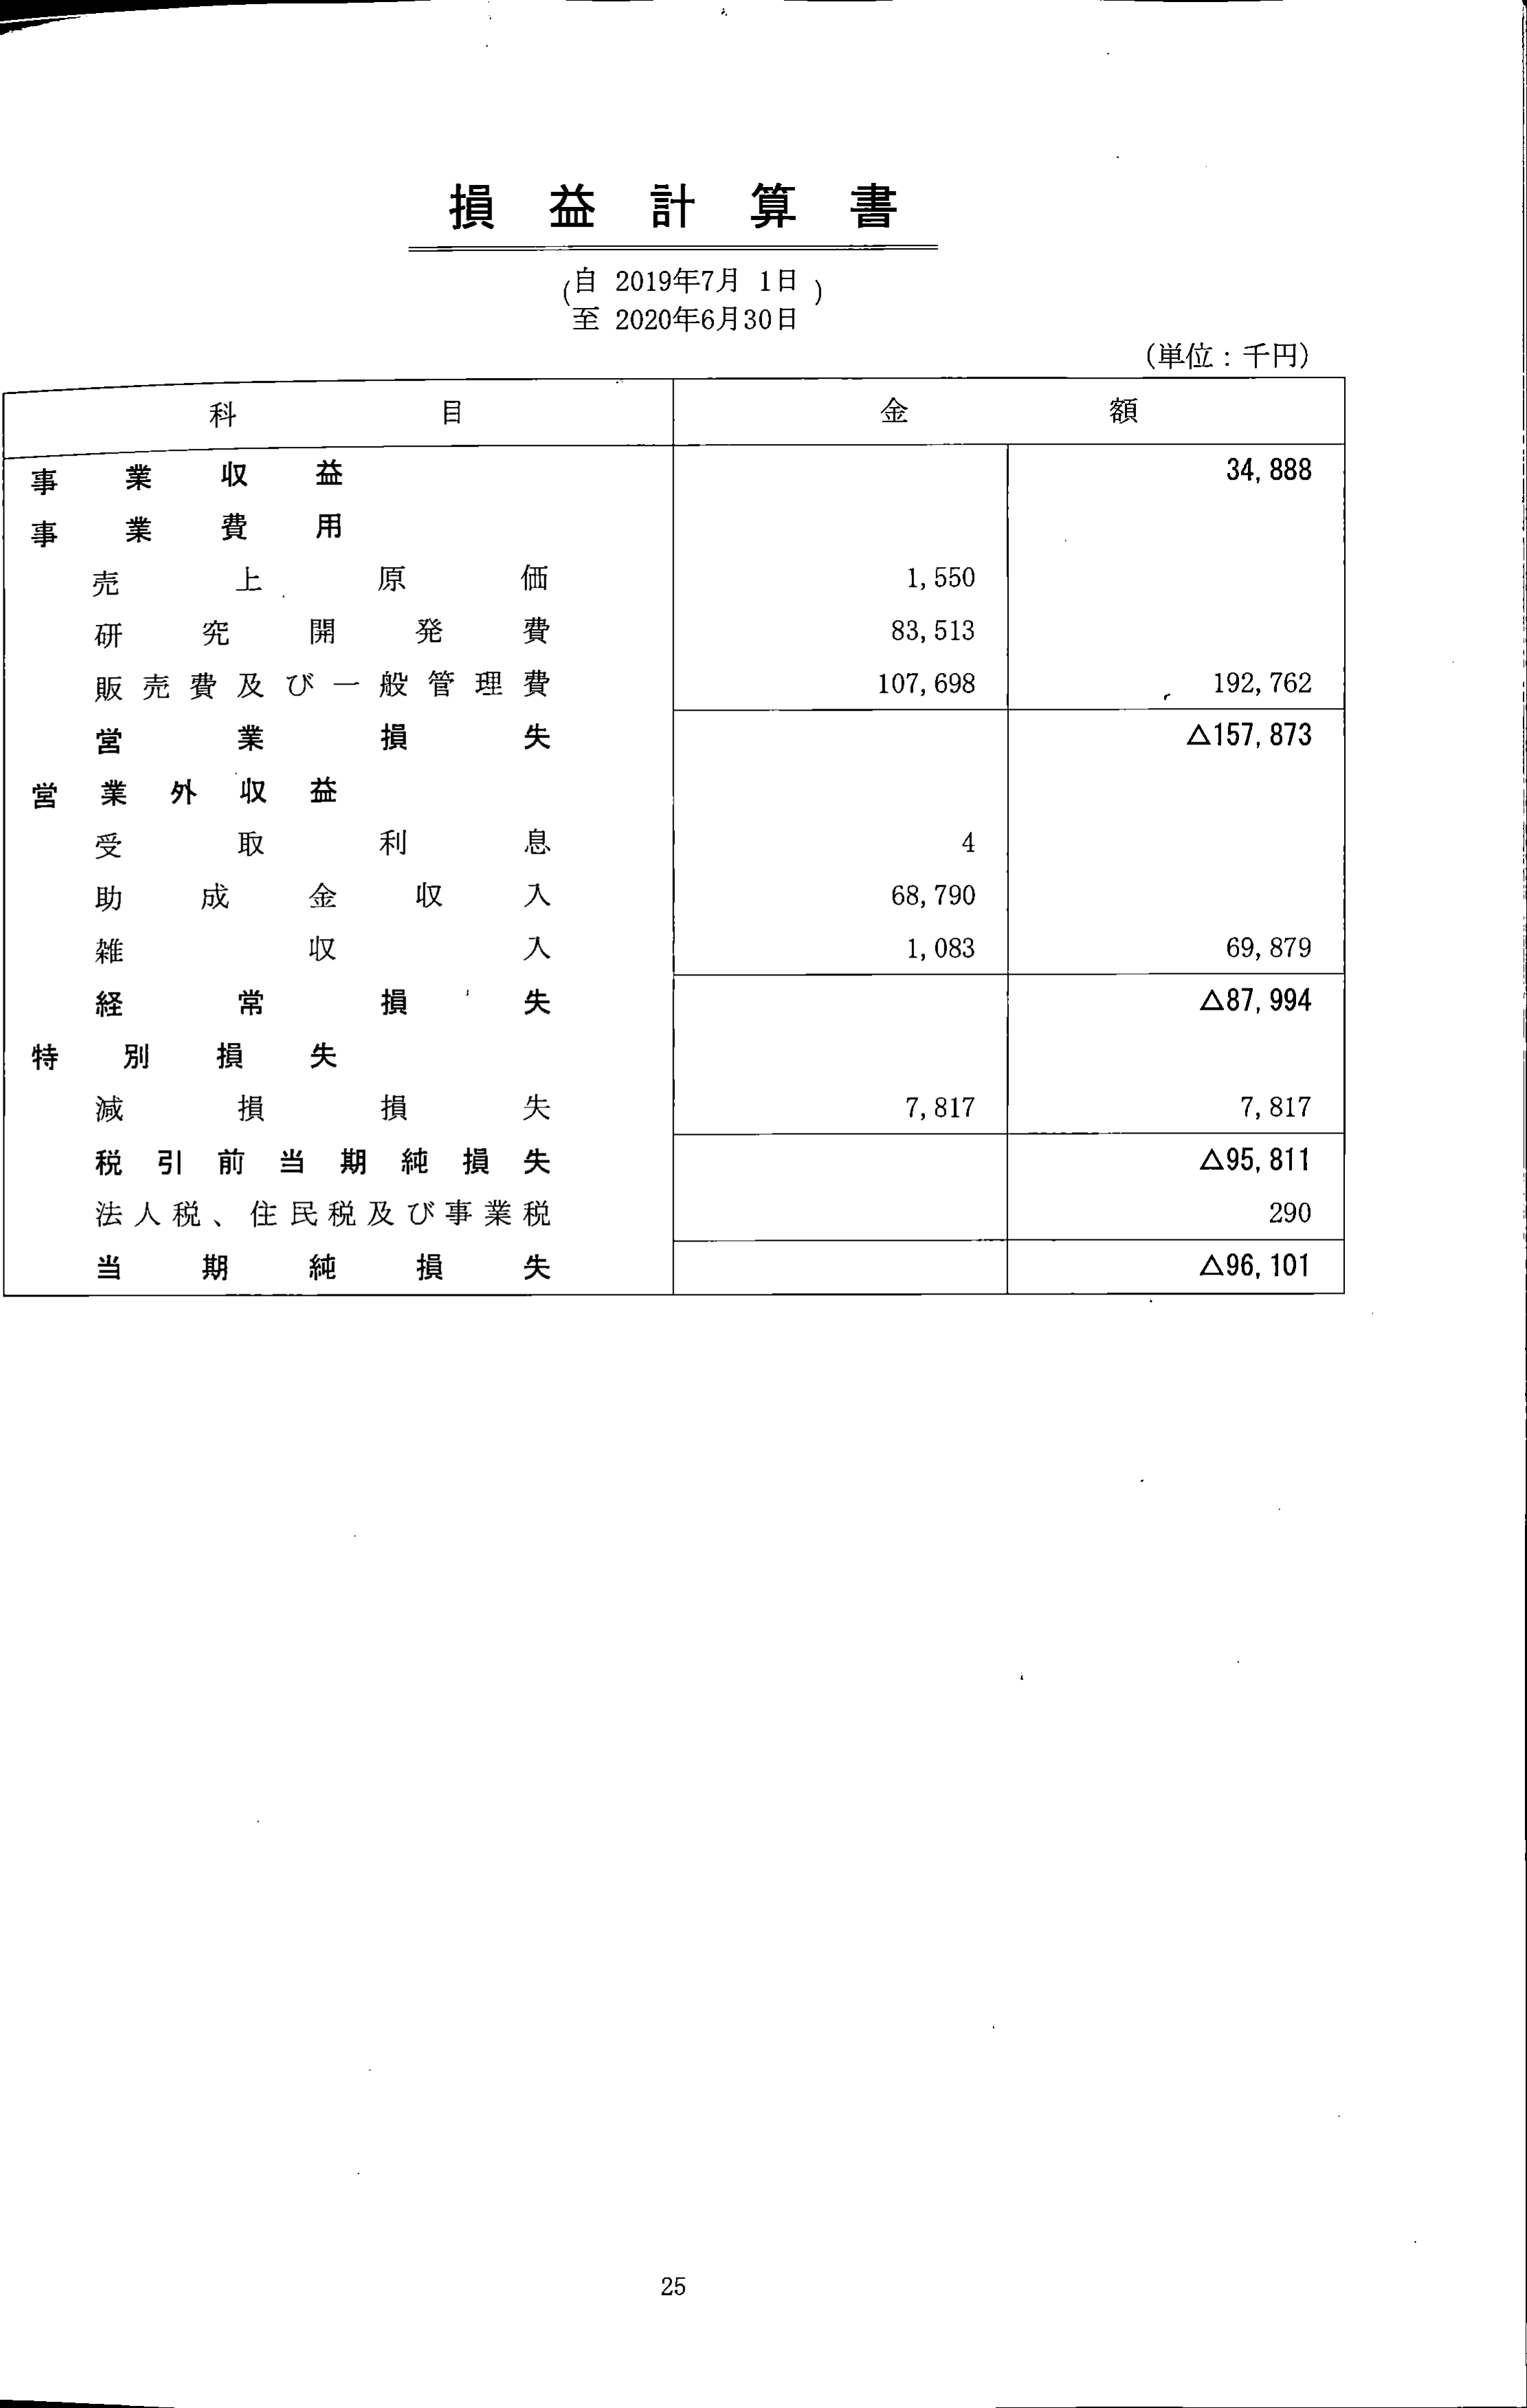 損益計算書
(自 2019年7月 1日)
至 2020年6月30日
(単位：千円)
科目 金額
事業収益 34,888
事業費用
売上原価 1,550
研究開発費 83,513
販売費及び一般管理費 107,698 192,762
営業損失 △157,873
営業外収益
受取利息 4
助成金収入 68,790
雑収入 1,083 69,879
経常損失 △87,994
特別損失
減損損失 7,817 7,817
税引前当期純損失 △95,811
法人税、住民税及び事業税 290
当期純損失 △96,101
25